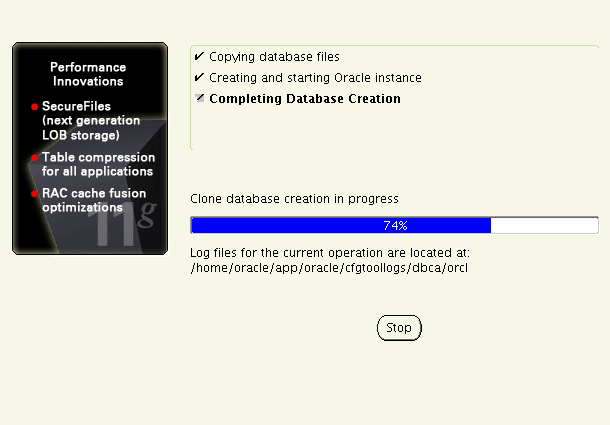 Performance
Innovations
SecureFiles
(next generation
LOB storage)
Table compression
for all applications
RAC cache fusion
optimizations
11g
Copying database files
Creating and starting Oracle instance
Completing Database Creation
Clone database creation in progress
74%
Log files for the current operation are located at:
/home/oracle/app/oracle/cfgtoollogs/dbca/orcl
Stop